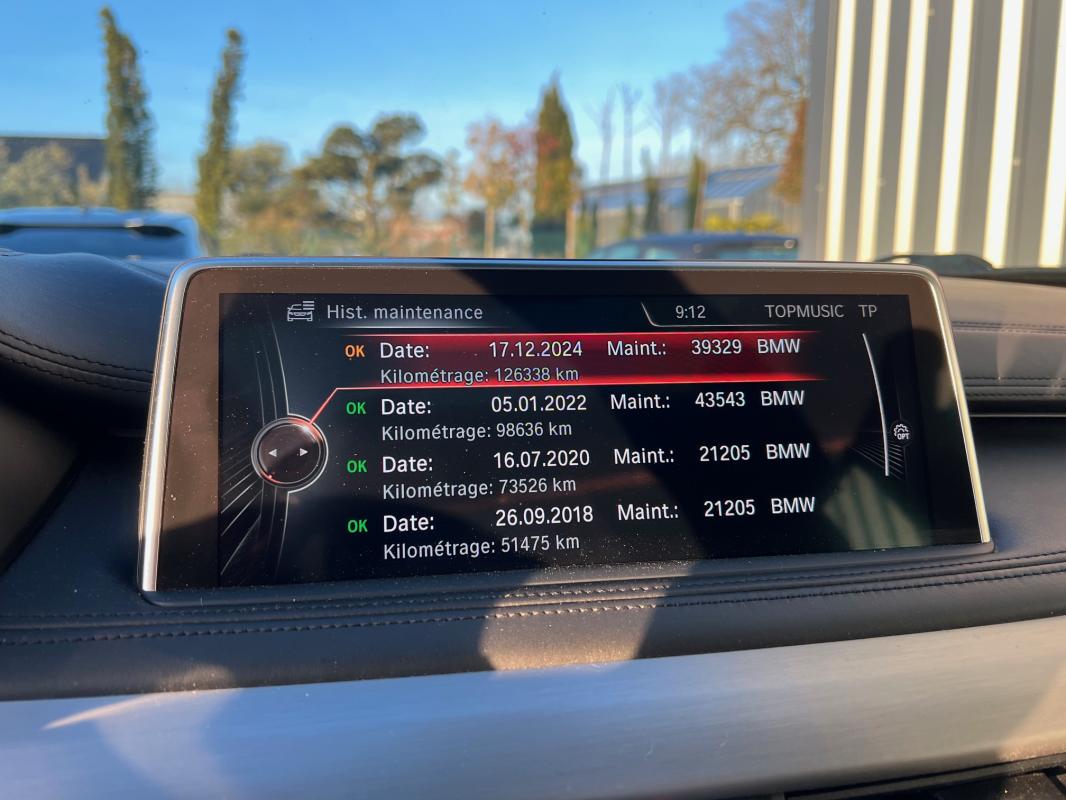 Hist. maintenance 9:12 TOPMUSIC TP
OK Date: 17.12.2024 Maint.: 39329 BMW
Kilométrage: 126338 km
OK Date: 05.01.2022 Maint.: 43543 BMW
Kilométrage: 98636 km
OK Date: 16.07.2020 Maint.: 21205 BMW
Kilométrage: 73526 km
OK Date: 26.09.2018 Maint.: 21205 BMW
Kilométrage: 51475 km
OPT